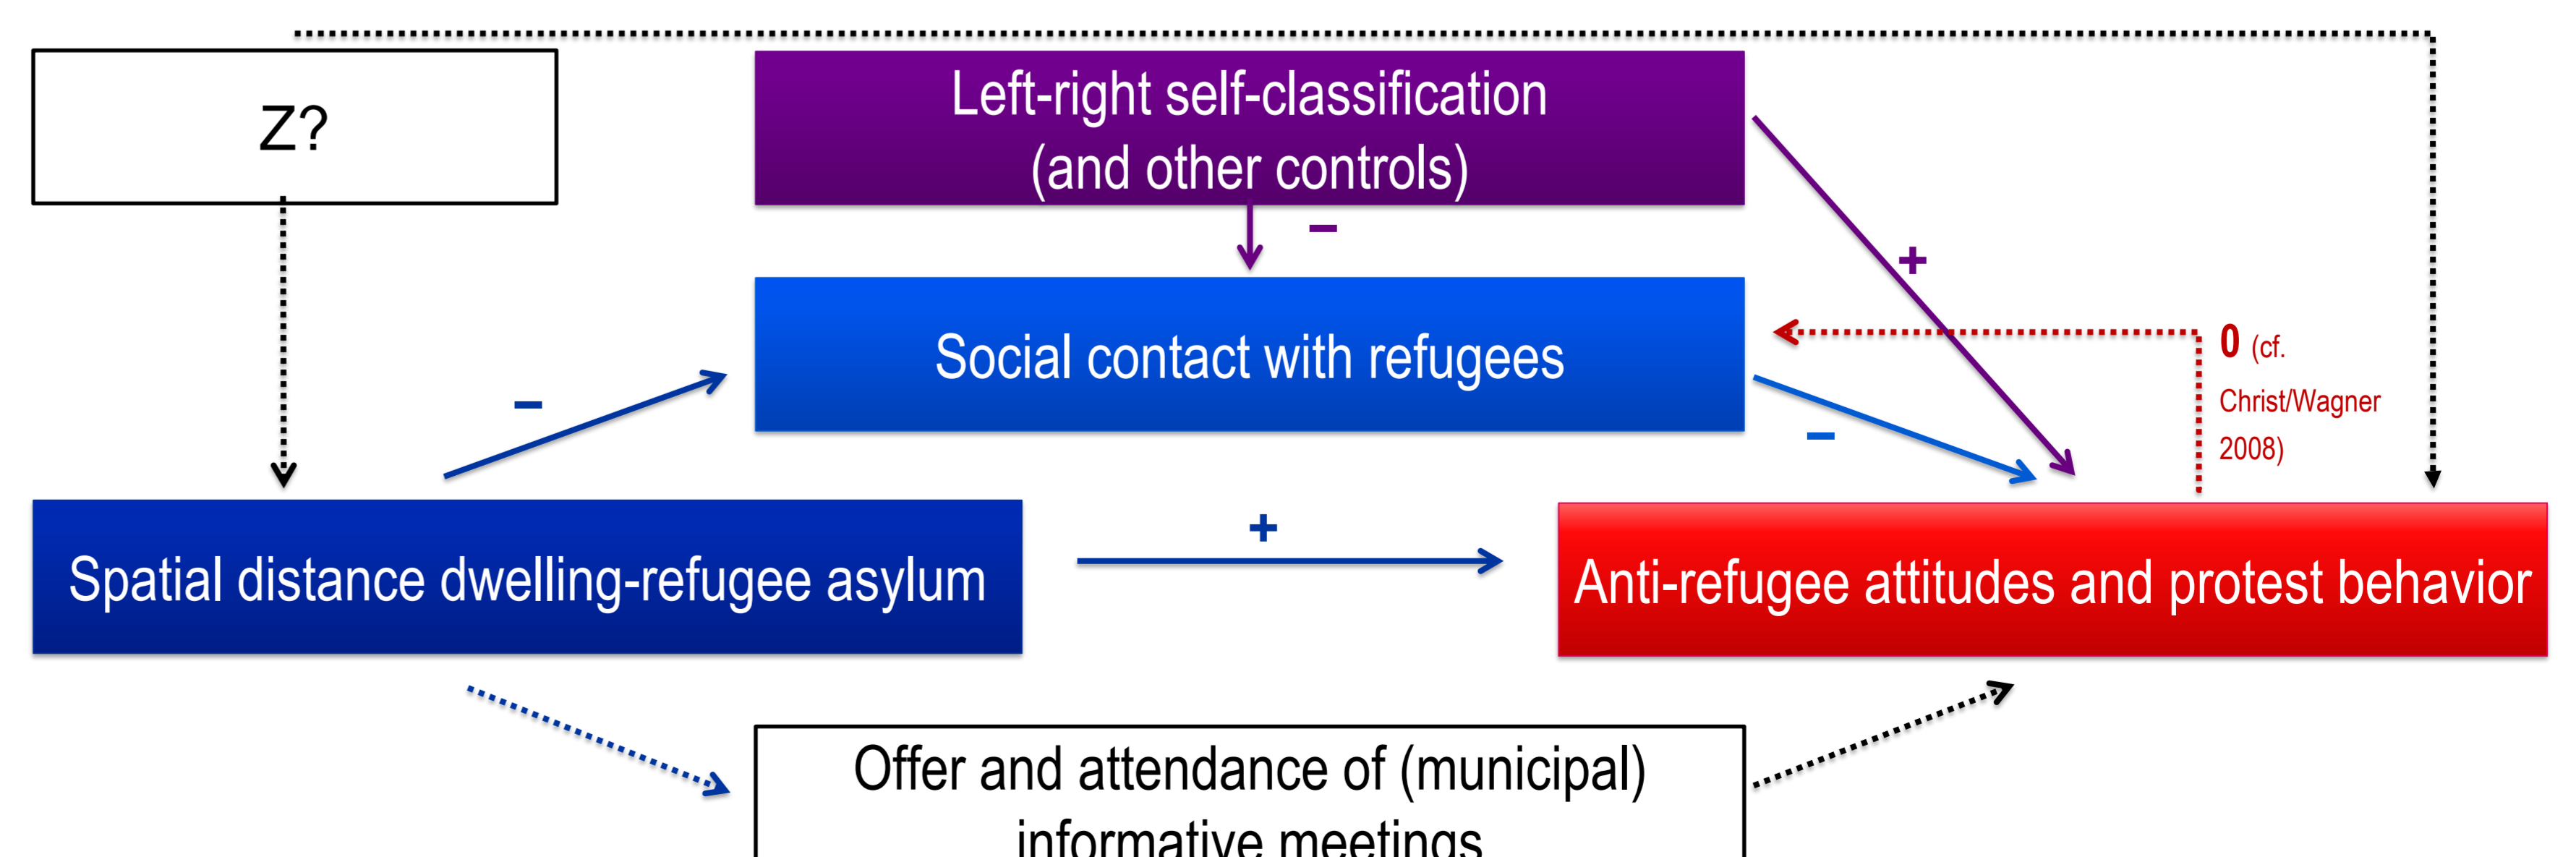 Z?
Left-right self-classification
(and other controls)
–
+
Social contact with refugees
0 (cf.
Christ/Wagner
2008)
–
–
Spatial distance dwelling-refugee asylum
+
Anti-refugee attitudes and protest behavior
Offer and attendance of (municipal)
informative meetings